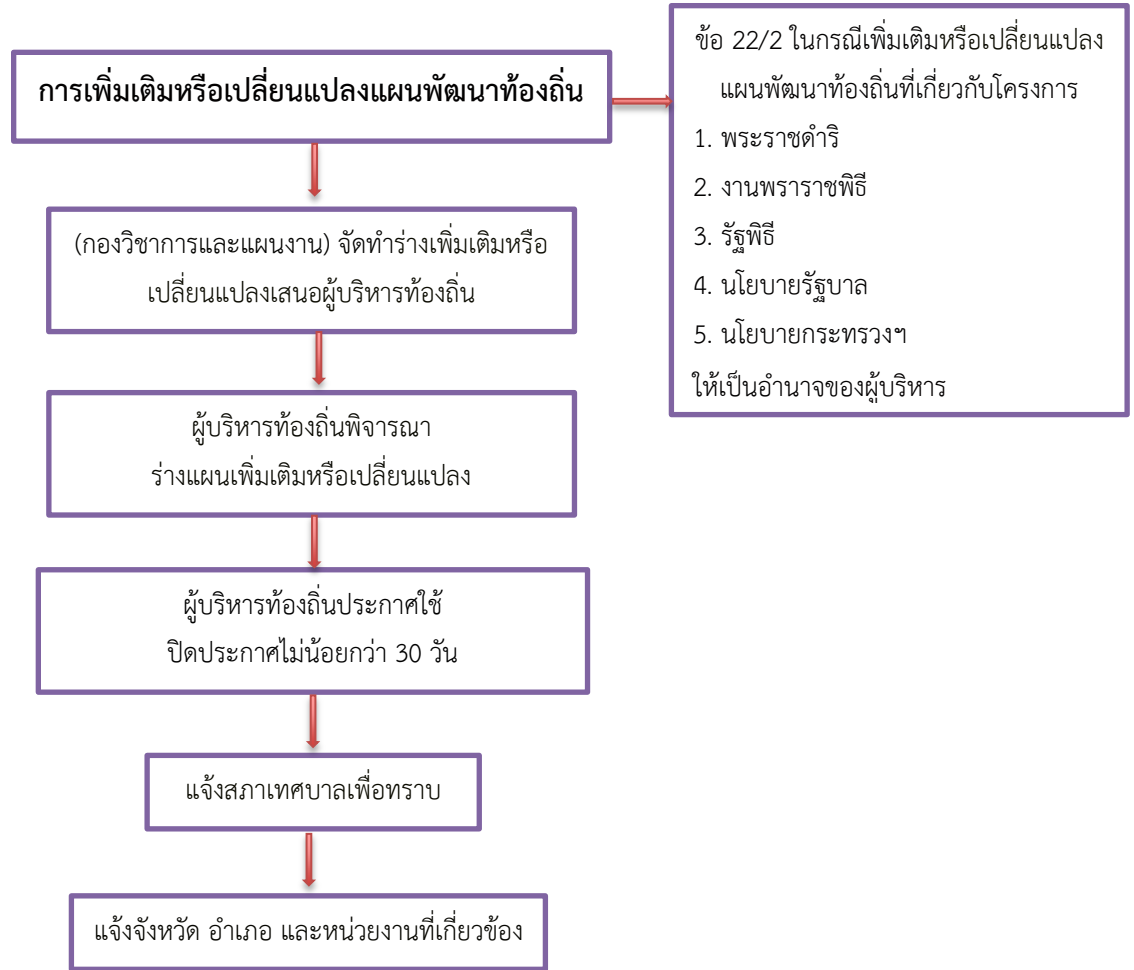 การเพิ่มเติมหรือเปลี่ยนแปลงแผนพัฒนาท้องถิ่น
ข้อ 22/2 ในกรณีเพิ่มเติมหรือเปลี่ยนแปลง
แผนพัฒนาท้องถิ่นที่เกี่ยวกับโครงการ
1. พระราชดำริ
2. งานพราราชพิธี
3. รัฐพิธี
4. นโยบายรัฐบาล
5. นโยบายกระทรวงฯ
ให้เป็นอำนาจของผู้บริหาร
(กองวิชาการและแผนงาน) จัดทำร่างเพิ่มเติมหรือ
เปลี่ยนแปลงเสนอผู้บริหารท้องถิ่น
ผู้บริหารท้องถิ่นพิจารณา
ร่างแผนเพิ่มเติมหรือเปลี่ยนแปลง
ผู้บริหารท้องถิ่นประกาศใช้
ปิดประกาศไม่น้อยกว่า 30 วัน
แจ้งสภาเทศบาลเพื่อทราบ
แจ้งจังหวัด อำเภอ และหน่วยงานที่เกี่ยวข้อง